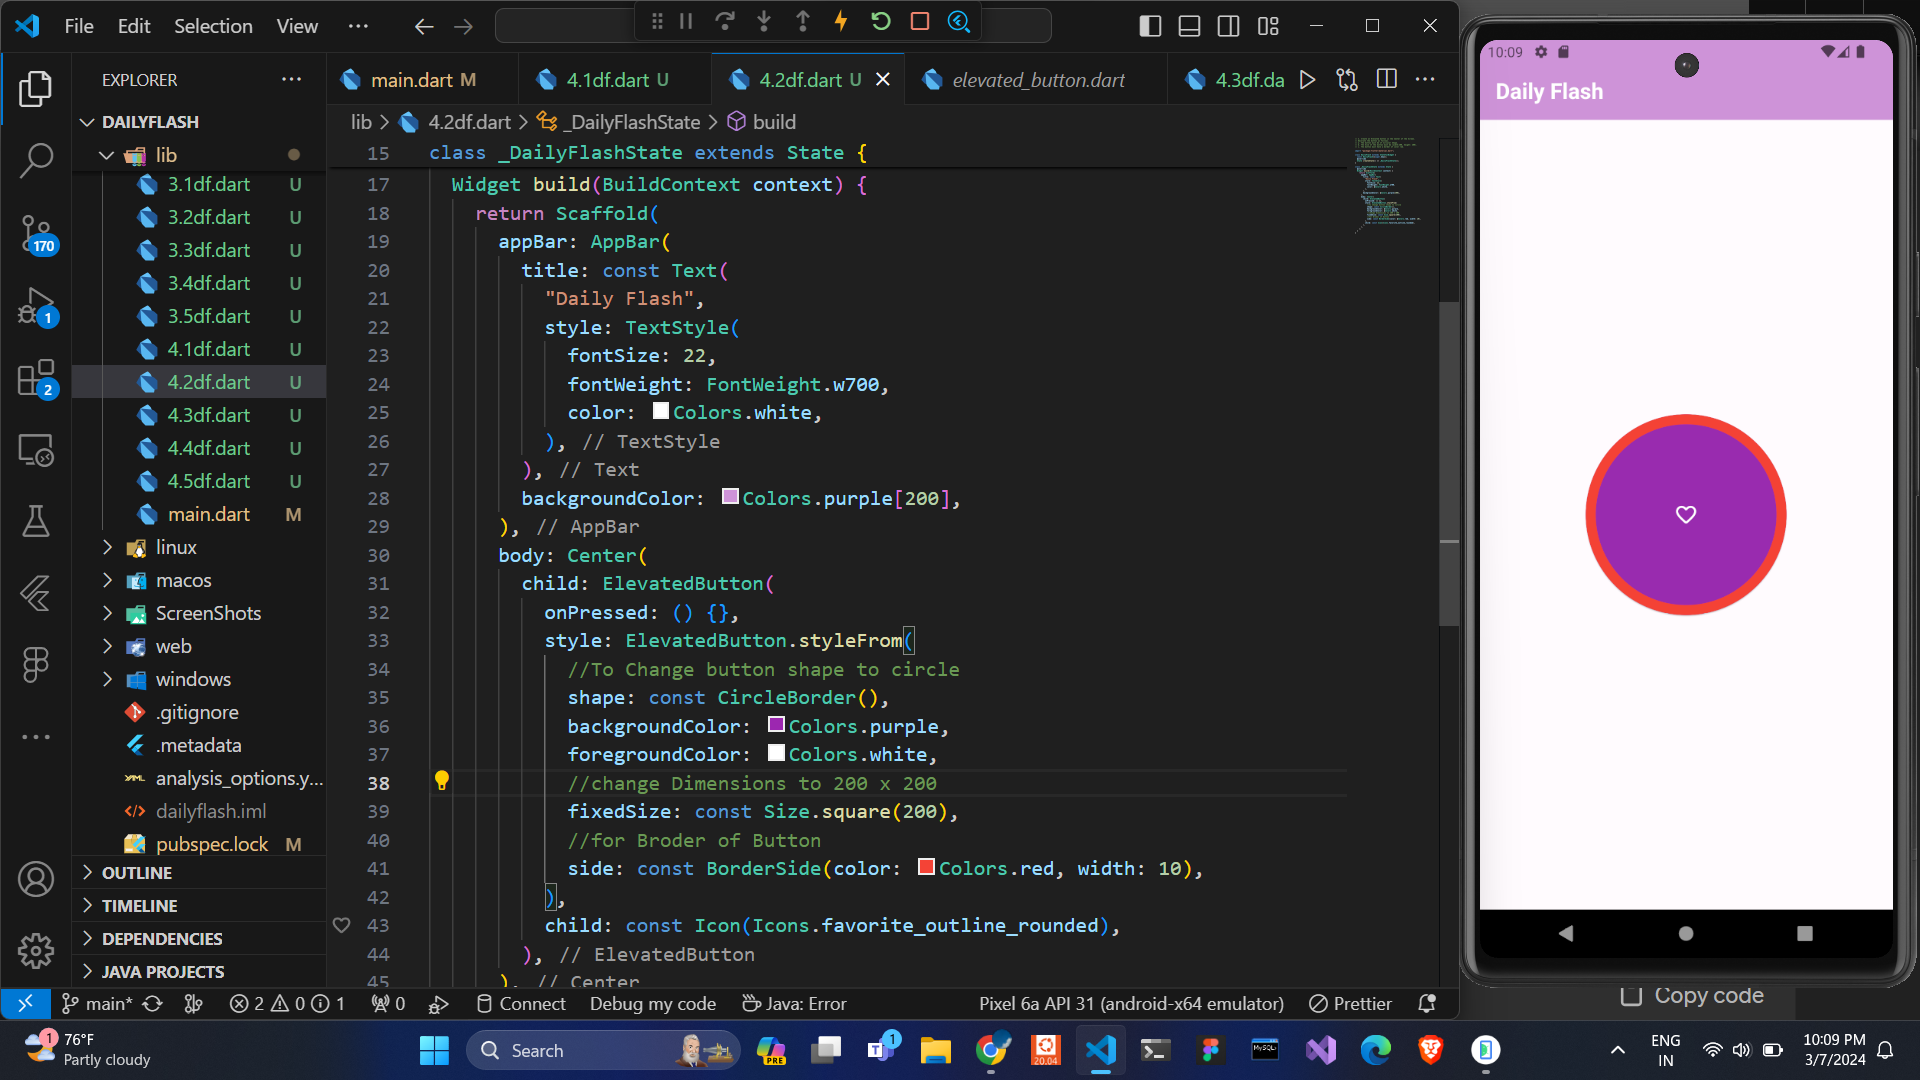 File Edit Selection View ···
EXPLORER
DAILYFLASH
lib
3.1df.dart U
3.2df.dart U
3.3df.dart U
3.4df.dart U
3.5df.dart U
4.1df.dart U
4.2df.dart U
4.3df.dart U
4.4df.dart U
4.5df.dart U
main.dart M
linux
macos
ScreenShots
web
windows
.gitignore
.metadata
analysis_options.y...
dailyflash.iml
pubspec.lock M
OUTLINE
TIMELINE
DEPENDENCIES
JAVA PROJECTS
170
1
2
main.dart M 4.1df.dart U 4.2df.dart U elevated_button.dart 4.3df.da
lib > 4.2df.dart > _DailyFlashState > build
15 class _DailyFlashState extends State {
17 Widget build(BuildContext context) {
18 return Scaffold(
19 appBar: AppBar(
20 title: const Text(
21 "Daily Flash",
22 style: TextStyle(
23 fontSize: 22,
24 fontWeight: FontWeight.w700,
25 color: Colors.white,
26 ), // TextStyle
27 ), // Text
28 backgroundColor: Colors.purple[200],
29 ), // AppBar
30 body: Center(
31 child: ElevatedButton(
32 onPressed: () {},
33 style: ElevatedButton.styleFrom(
34 //To Change button shape to circle
35 shape: const CircleBorder(),
36 backgroundColor: Colors.purple,
37 foregroundColor: Colors.white,
38 //change Dimensions to 200 x 200
39 fixedSize: const Size.square(200),
40 //for Broder of Button
41 side: const BorderSide(color: Colors.red, width: 10),
42 ),
43 child: const Icon(Icons.favorite_outline_rounded),
44 ), // ElevatedButton
45 ), // Center
main* 2 0 1 0 Connect Debug my code Java: Error Pixel 6a API 31 (android-x64 emulator) Prettier
10:09
Daily Flash
Copy code
1
76°F
Partly cloudy
Search
PRE
1
20.04
MySQL
ENG
IN
10:09 PM
3/7/2024